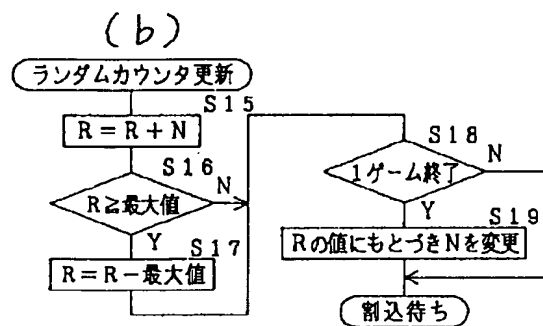 (b)
ランダムカウンタ更新
S15
R=R+N
S16
R≧最大値
N
Y
S17
R=R-最大値
S18
1ゲーム終了
N
Y
S19
Rの値にもとづきNを変更
割込待ち